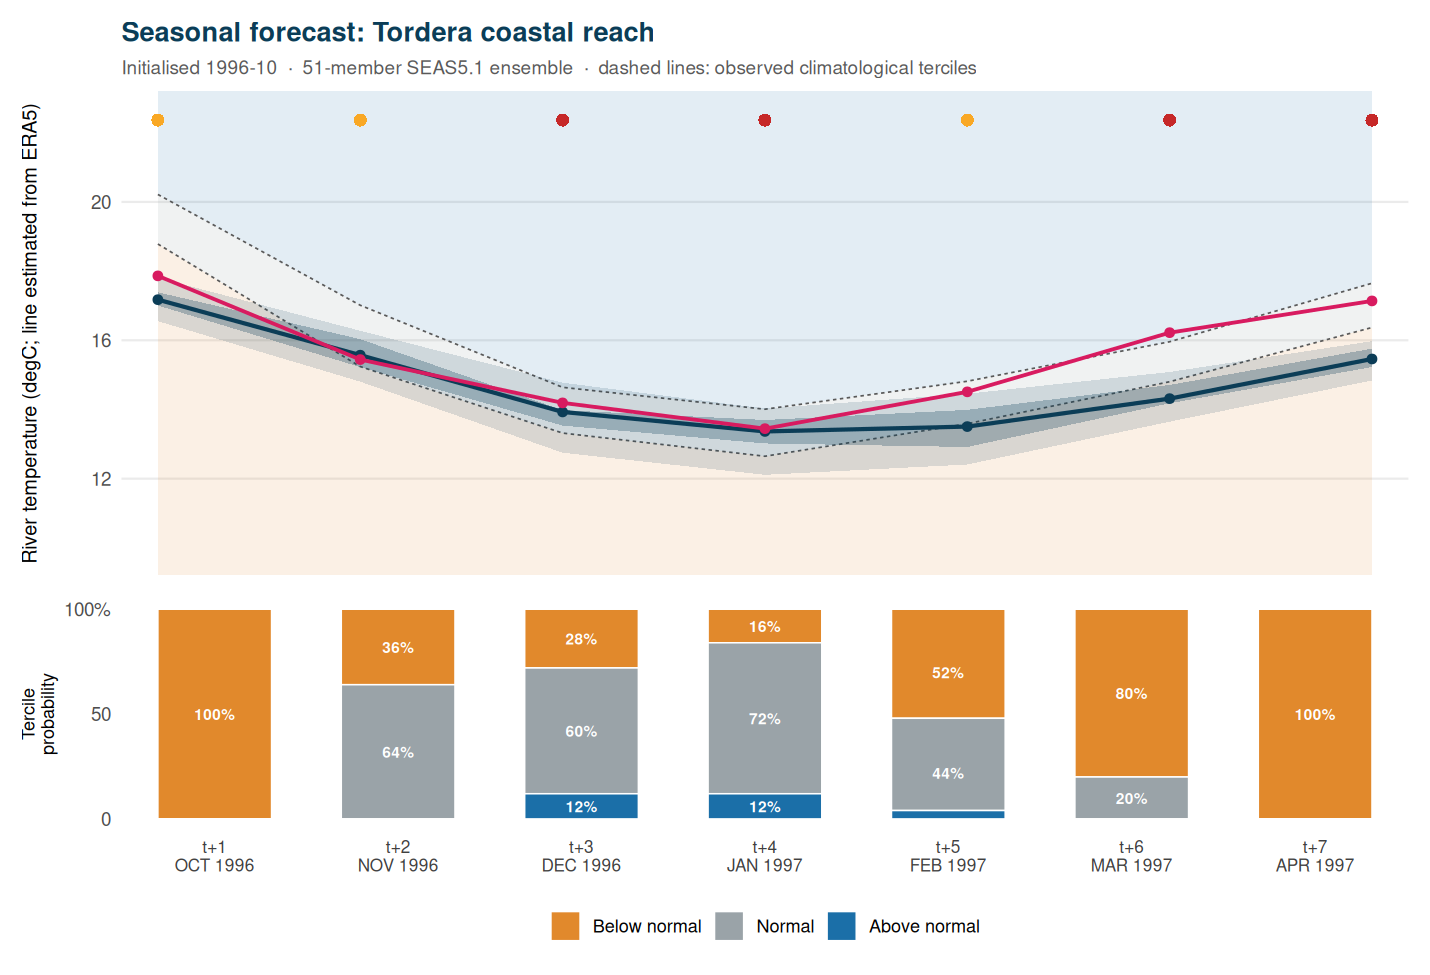 Seasonal forecast: Tordera coastal reach
Initialised 1996-10 · 51-member SEAS5.1 ensemble · dashed lines: observed climatological terciles
River temperature (degC; line estimated from ERA5)
20
16
12
Tercile
probability
100%
50
0
100%
36%
64%
28%
60%
12%
16%
72%
12%
52%
44%
80%
20%
100%
t+1
OCT 1996
t+2
NOV 1996
t+3
DEC 1996
t+4
JAN 1997
t+5
FEB 1997
t+6
MAR 1997
t+7
APR 1997
Below normal
Normal
Above normal